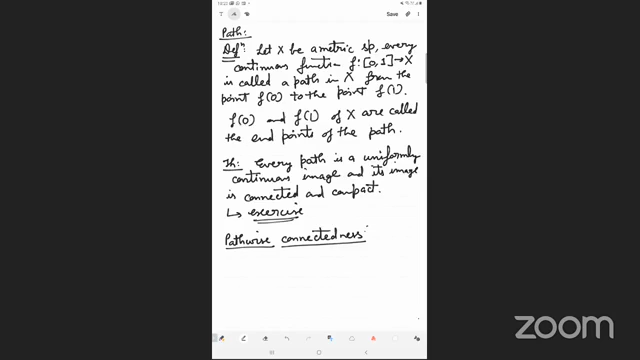 Save
Path:
Defn: Let X be a metric sp, every
continuous function f: [0,1]→X
is called a path in X from the
point f(0) to the point f(1).
f(0) and f(1) of X are called
the end points of the path.
Th: Every path is a uniformly
continuous image and its image
is connected and compact.
↳ exercise
Pathwise connectedness:
zoom